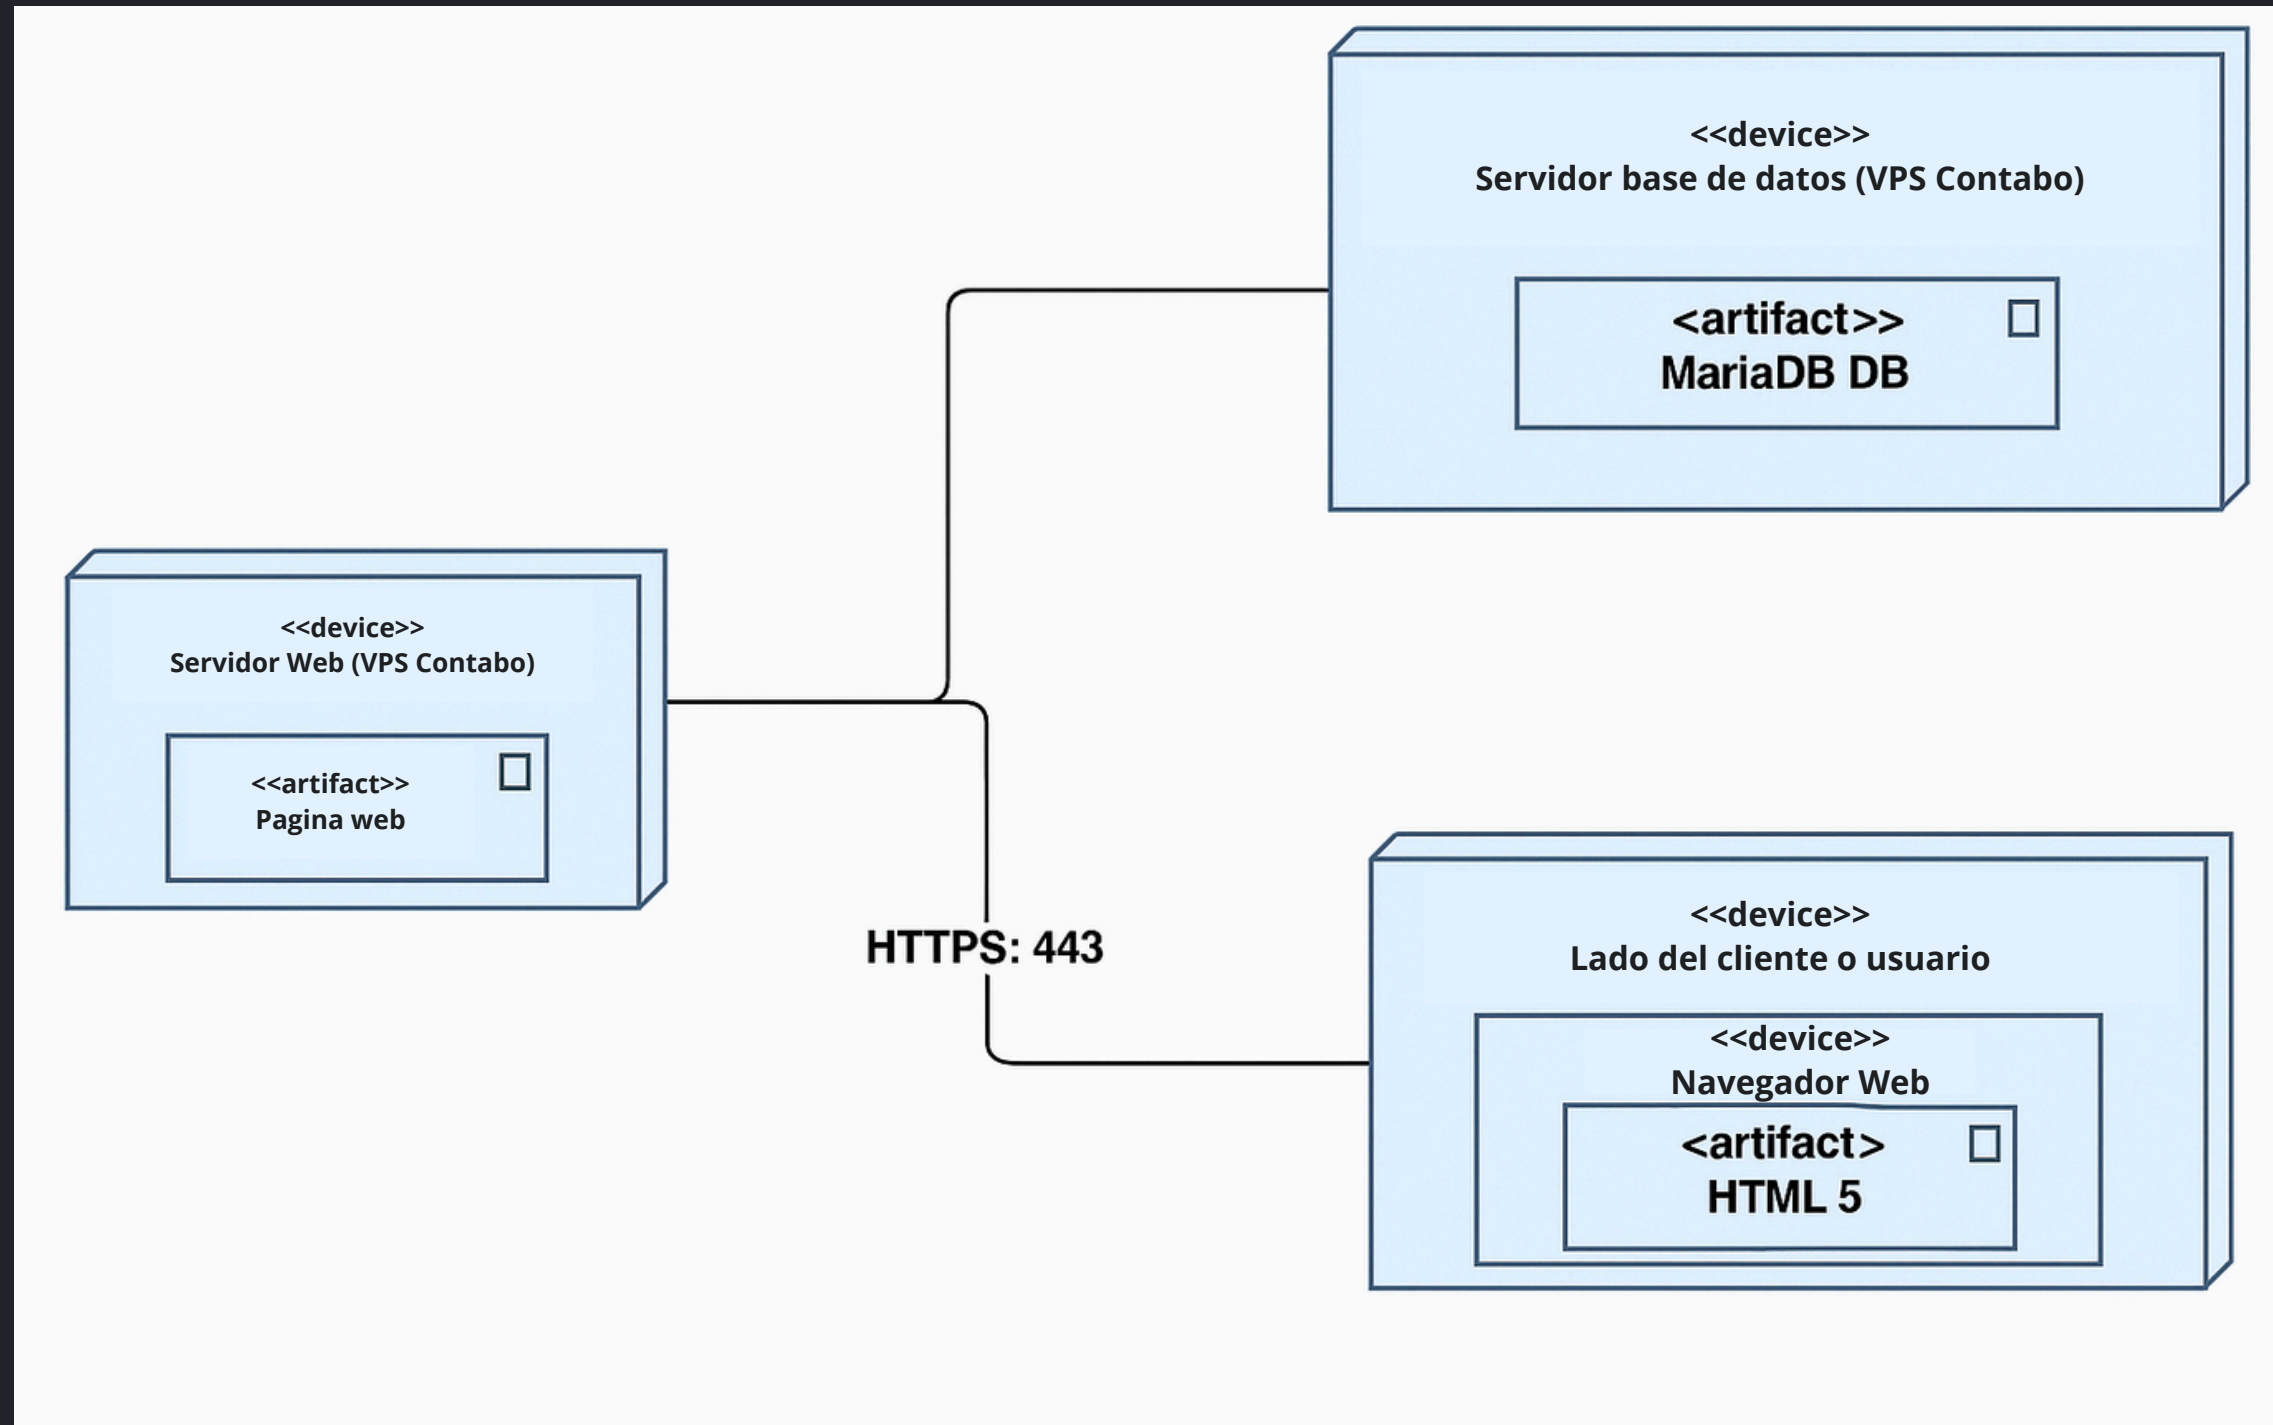 <<device>>
Servidor base de datos (VPS Contabo)
<artifact>>
MariaDB DB
<<device>>
Servidor Web (VPS Contabo)
<<artifact>>
Pagina web
HTTPS: 443
<<device>>
Lado del cliente o usuario
<<device>>
Navegador Web
<artifact>
HTML 5